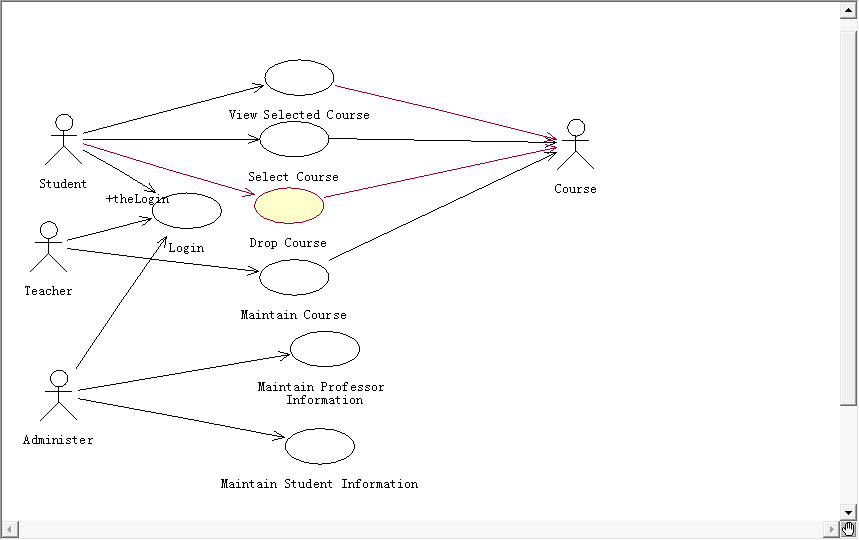 View Selected Course
Student
Select Course
Course
+theLogin
Drop Course
Login
Teacher
Maintain Course
Maintain Professor
Information
Administer
Maintain Student Information